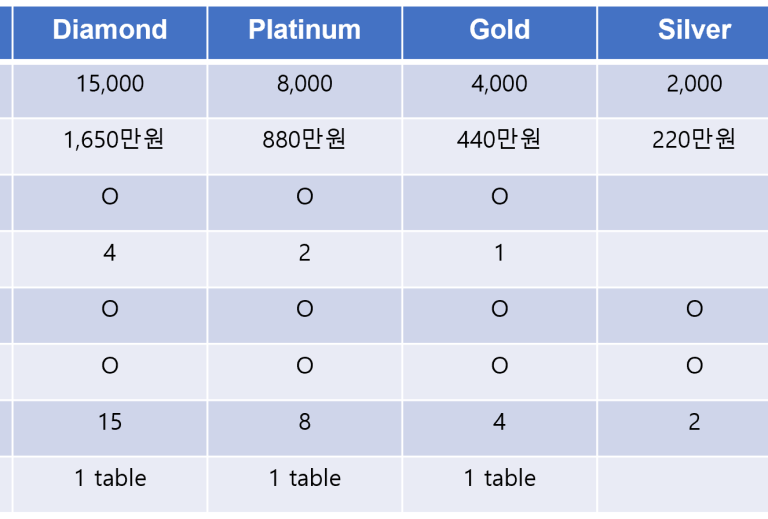 Diamond Platinum Gold Silver
15,000 8,000 4,000 2,000
1,650만원 880만원 440만원 220만원
O O O
4 2 1
O O O O
O O O O
15 8 4 2
1 table 1 table 1 table